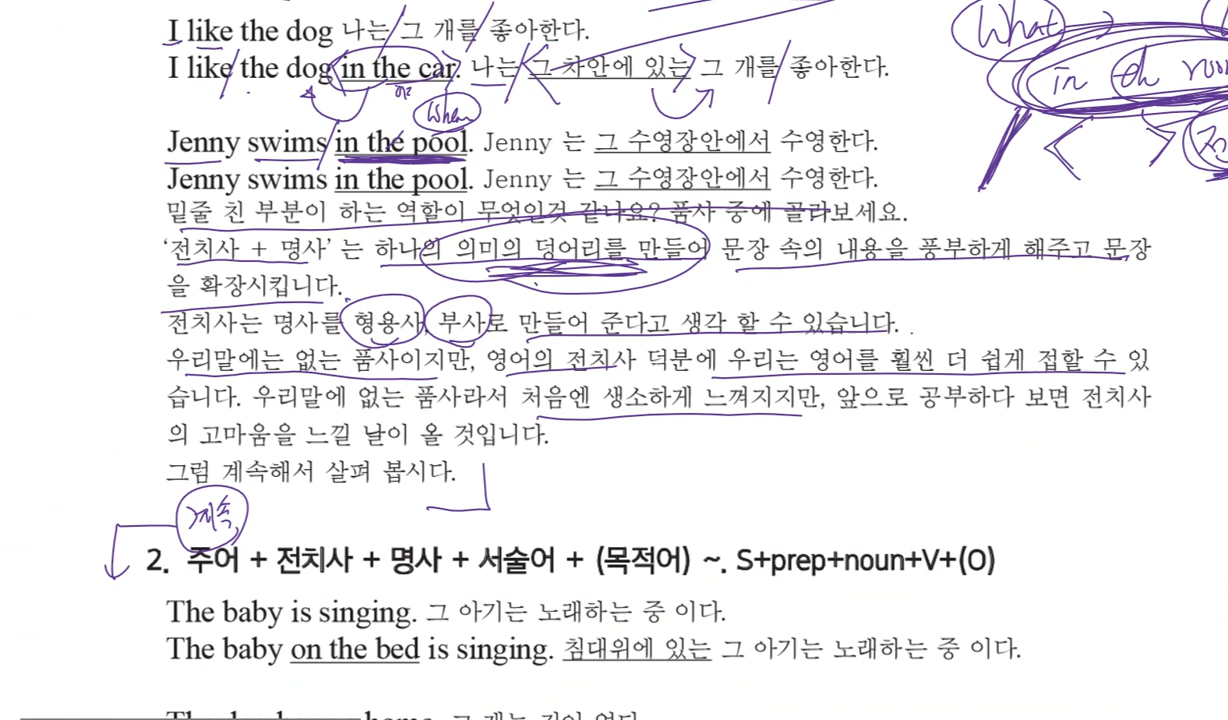 I like the dog 나는 그 개를 좋아한다.
I like the dog in the car. 나는 그 차안에 있는 그 개를 좋아한다.
What
in th room
When
Jenny swims in the pool. Jenny 는 그 수영장안에서 수영한다.
전
Jenny swims in the pool. Jenny 는 그 수영장안에서 수영한다.
밑줄 친 부분이 하는 역할이 무엇인것 같나요? 품사 중에 골라보세요.
‘전치사 + 명사’ 는 하나의 의미의 덩어리를 만들어 문장 속의 내용을 풍부하게 해주고 문장
을 확장시킵니다.
전치사는 명사를 형용사, 부사로 만들어 준다고 생각 할 수 있습니다.
우리말에는 없는 품사이지만, 영어의 전치사 덕분에 우리는 영어를 훨씬 더 쉽게 접할 수 있
습니다. 우리말에 없는 품사라서 처음엔 생소하게 느껴지지만, 앞으로 공부하다 보면 전치사
의 고마움을 느낄 날이 올 것입니다.
그럼 계속해서 살펴 봅시다.
계속
2. 주어 + 전치사 + 명사 + 서술어 + (목적어) ~. S+prep+noun+V+(O)
The baby is singing. 그 아기는 노래하는 중 이다.
The baby on the bed is singing. 침대위에 있는 그 아기는 노래하는 중 이다.